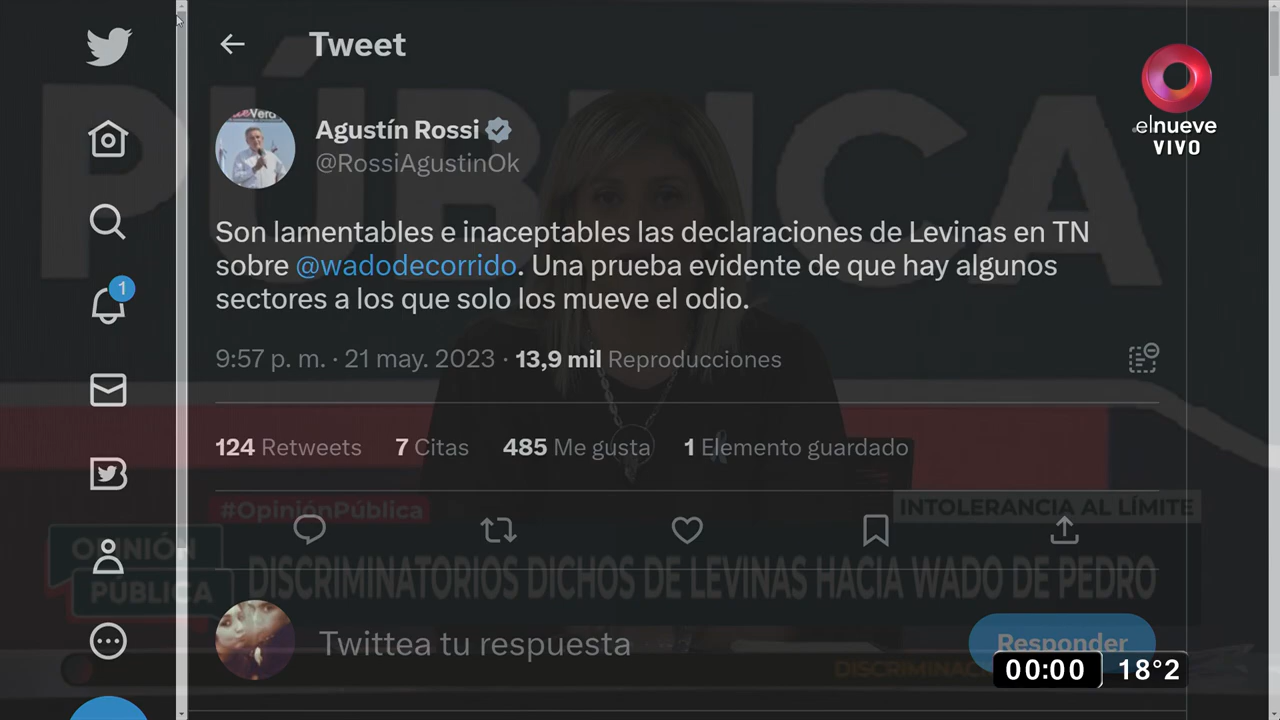 Tweet
PÚBLICA
elnueve
VIVO
Vera
Agustín Rossi
@RossiAgustinOk
Son lamentables e inaceptables las declaraciones de Levinas en TN
sobre @wadodecorrido. Una prueba evidente de que hay algunos
sectores a los que solo los mueve el odio.
1
9:57 p. m. · 21 may. 2023 · 13,9 mil Reproducciones
124 Retweets 7 Citas 485 Me gusta 1 Elemento guardado
#OpiniónPública
INTOLERANCIA AL LÍMITE
OPINIÓN
PÚBLICA
DISCRIMINATORIOS DICHOS DE LEVINAS HACIA WADO DE PEDRO
Twittea tu respuesta
Responder
00:00 18°2